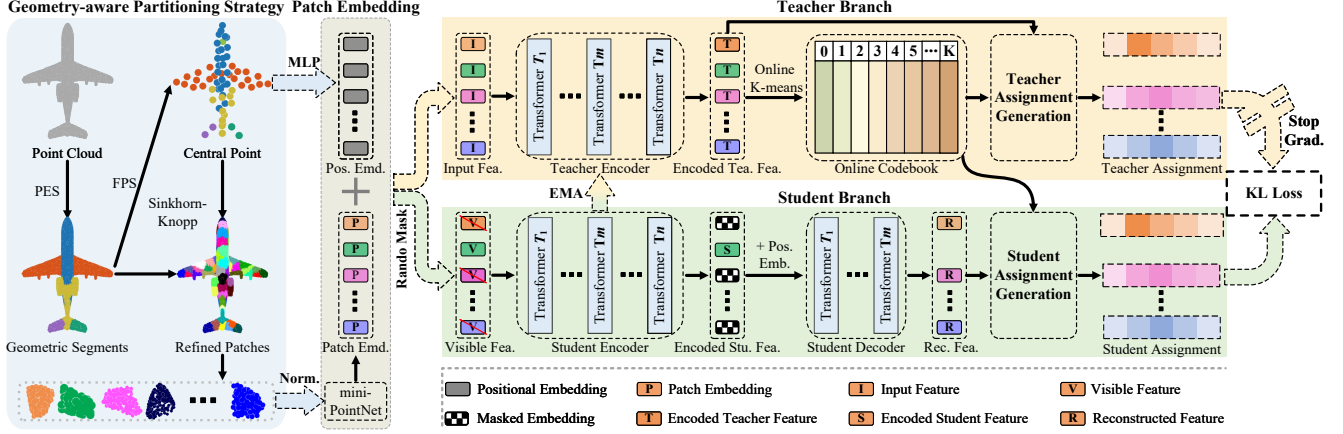 Geometry-aware Partitioning Strategy
Patch Embedding
Teacher Branch
Point Cloud
Central Point
PES
FPS
Sinkhorn-
Knopp
Geometric Segments
Refined Patches
MLP
Norm.
Pos. Emd.
P
P
P
P
Patch Emd.
mini-
PointNet
Rando Mask
I
I
I
I
Input Fea.
Transformer T1
Transformer Tm
Transformer Tn
Teacher Encoder
T
T
T
T
Encoded Tea. Fea.
Online
K-means
0 1 2 3 4 5 ··· K
Online Codebook
Teacher
Assignment
Generation
Teacher Assignment
Stop
Grad.
KL Loss
EMA
Student Branch
V
V
V
V
Visible Fea.
Transformer T1
Transformer Tm
Transformer Tn
Student Encoder
S
Encoded Stu. Fea.
+ Pos.
Emb.
Transformer T1
Transformer Tm
Student Decoder
R
R
R
Rec. Fea.
Student
Assignment
Generation
Student Assignment
Positional Embedding
P Patch Embedding
I Input Feature
V Visible Feature
Masked Embedding
T Encoded Teacher Feature
S Encoded Student Feature
R Reconstructed Feature